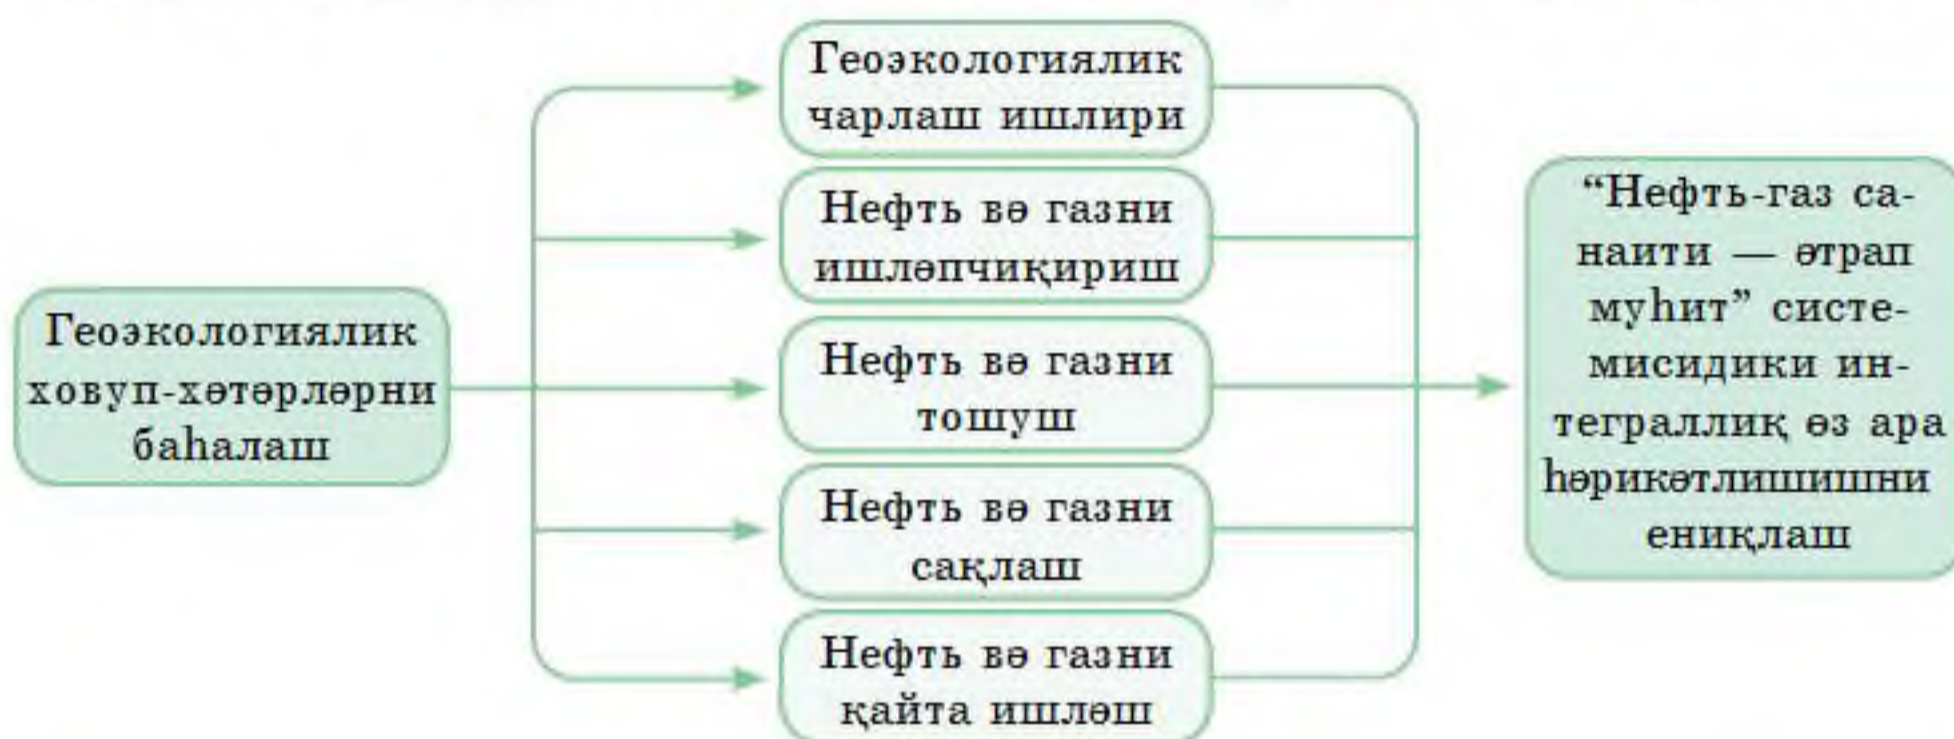 Геоэкологиялик
ховуп-хәтәрләрни
баһалаш
Геоэкологиялик
чарлаш ишлири
Нефть вә газни
ишләпчиқириш
Нефть вә газни
тошуш
Нефть вә газни
сақлаш
Нефть вә газни
қайта ишләш
“Нефть-газ са-
наити — әтрап
муһит” систе-
мисидики ин-
тераллиқ өз ара
һәрикәтлишишни
ениқлаш